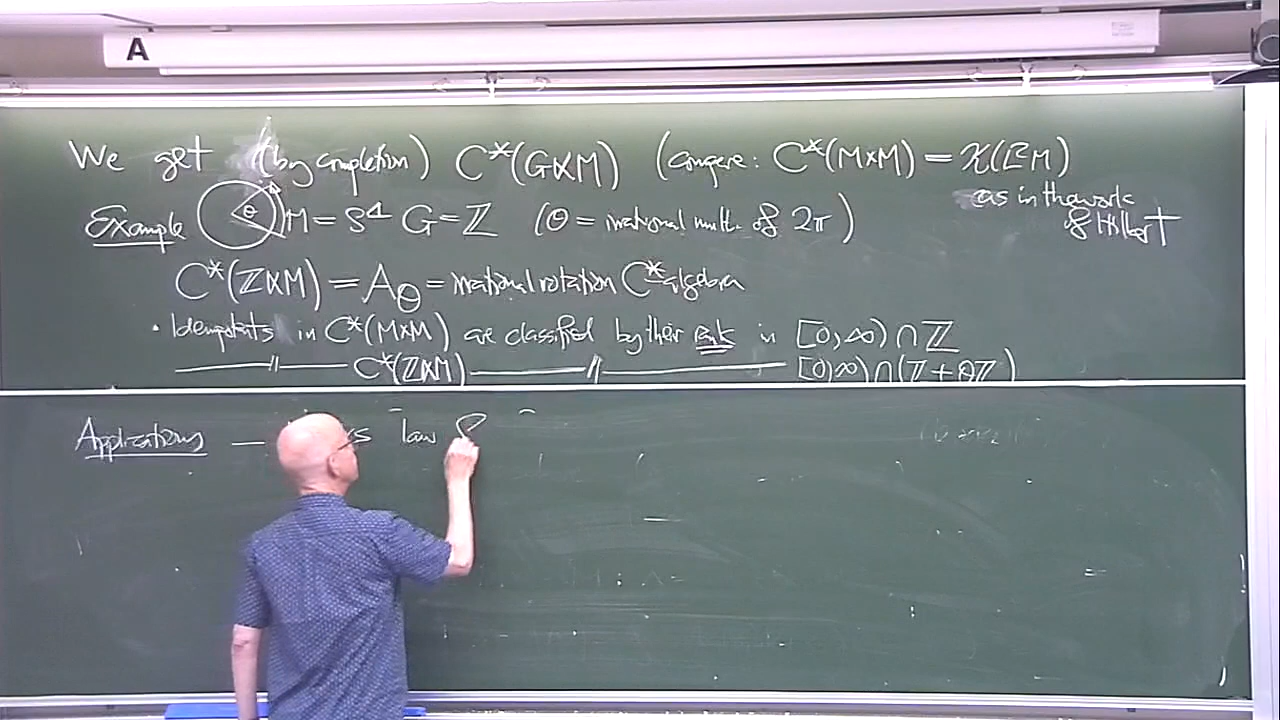 A
We get (by completion) C*(G⋉M) (compare: C*(M×M) = K(L²M)
as in the work
of Hilbert
Example θ M = S¹ G = ℤ (θ = irrational mult. of 2π)
C*(ℤ⋉M) = A_θ = irrational rotation C*-algebra
• Idempotents in C*(M×M) are classified by their rank in [0,∞) ∩ ℤ
—— // —— C*(ℤ⋉M) —— // —— [0,∞) ∩ (ℤ + θℤ)
Applications — law